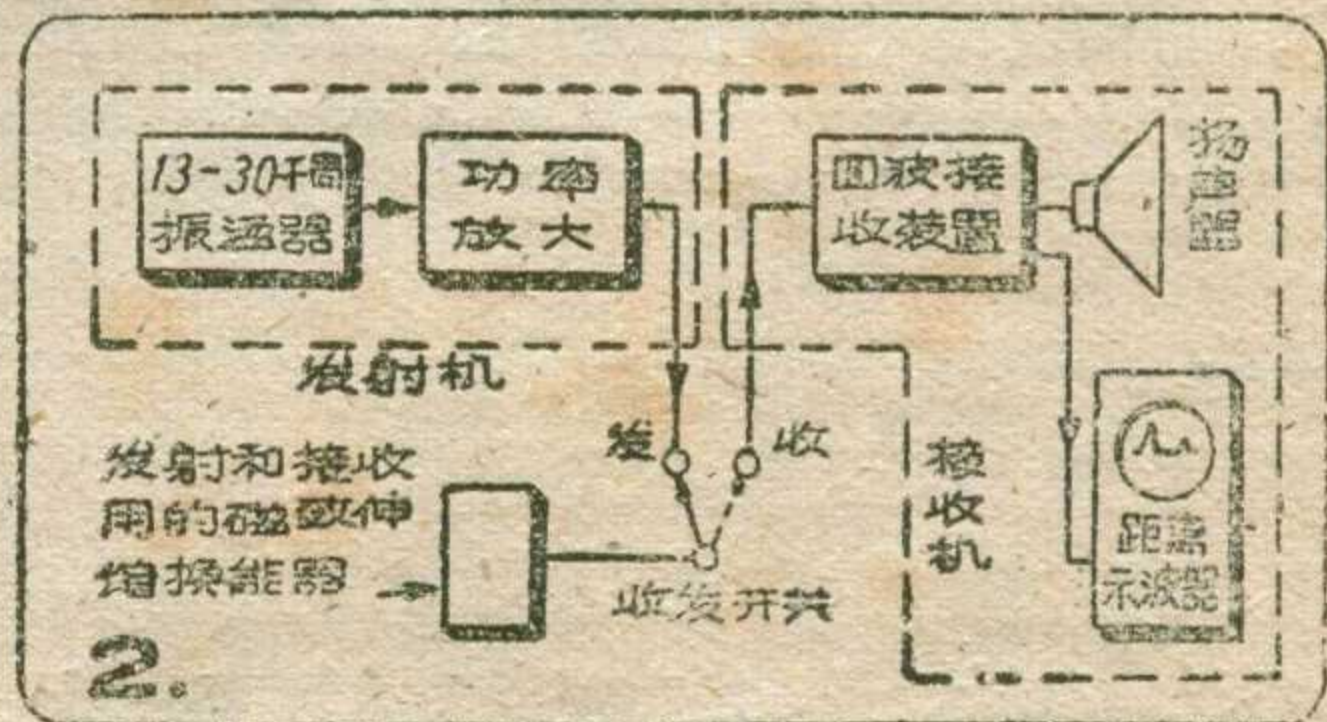 13-30千周
振荡器
功率
放大
回波接
收装置
扬声器
发射机
发
收
接收机
距离
示波器
发射和接收
用的磁致伸
缩换能器
收发开关
2.